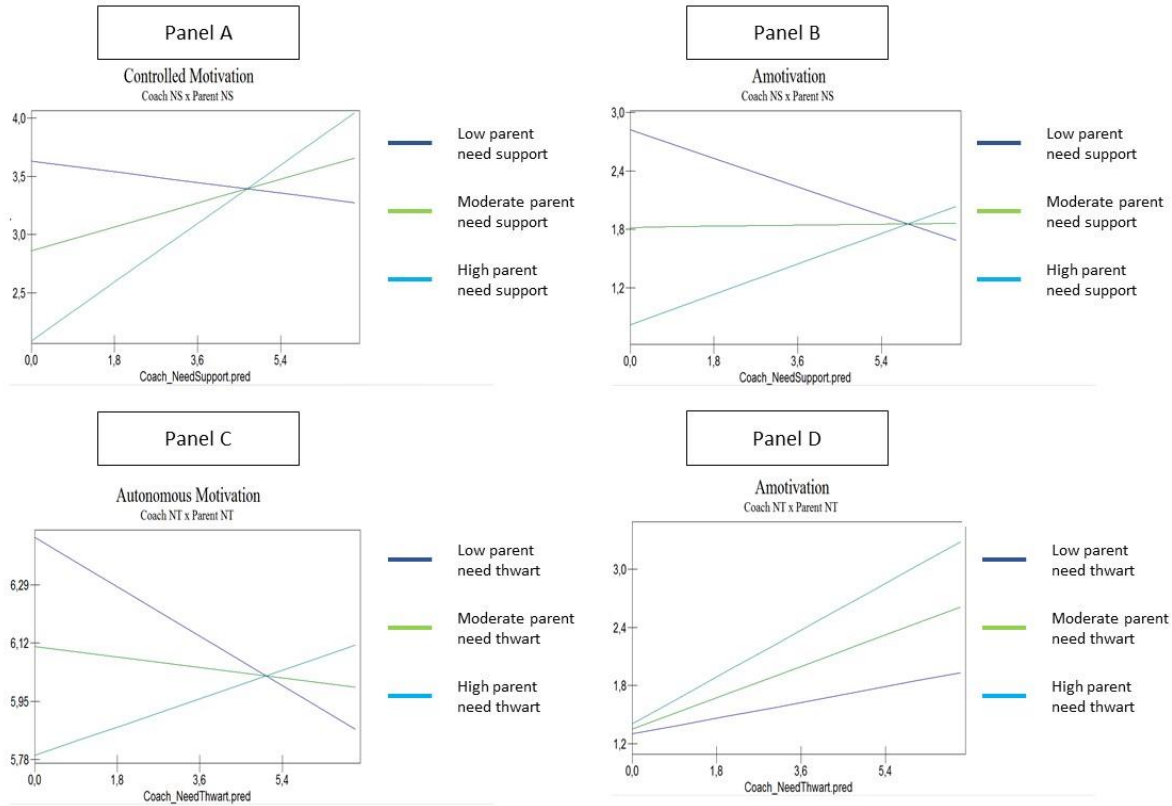 Panel A
Controlled Motivation
Coach NS x Parent NS
4,0
3,5
3,0
2,5
0,0
1,8
3,6
5,4
Coach_NeedSupport.pred
Low parent
need support
Moderate parent
need support
High parent
need support
Panel B
Amotivation
Coach NS x Parent NS
3,0
2,4
1,8
1,2
0,0
1,8
3,6
5,4
Coach_NeedSupport.pred
Low parent
need support
Moderate parent
need support
High parent
need support
Panel C
Autonomous Motivation
Coach NT x Parent NT
6,29
6,12
5,95
5,78
0,0
1,8
3,6
5,4
Coach_NeedThwart.pred
Low parent
need thwart
Moderate parent
need thwart
High parent
need thwart
Panel D
Amotivation
Coach NT x Parent NT
3,0
2,4
1,8
1,2
0,0
1,8
3,6
5,4
Coach_NeedThwart.pred
Low parent
need thwart
Moderate parent
need thwart
High parent
need thwart